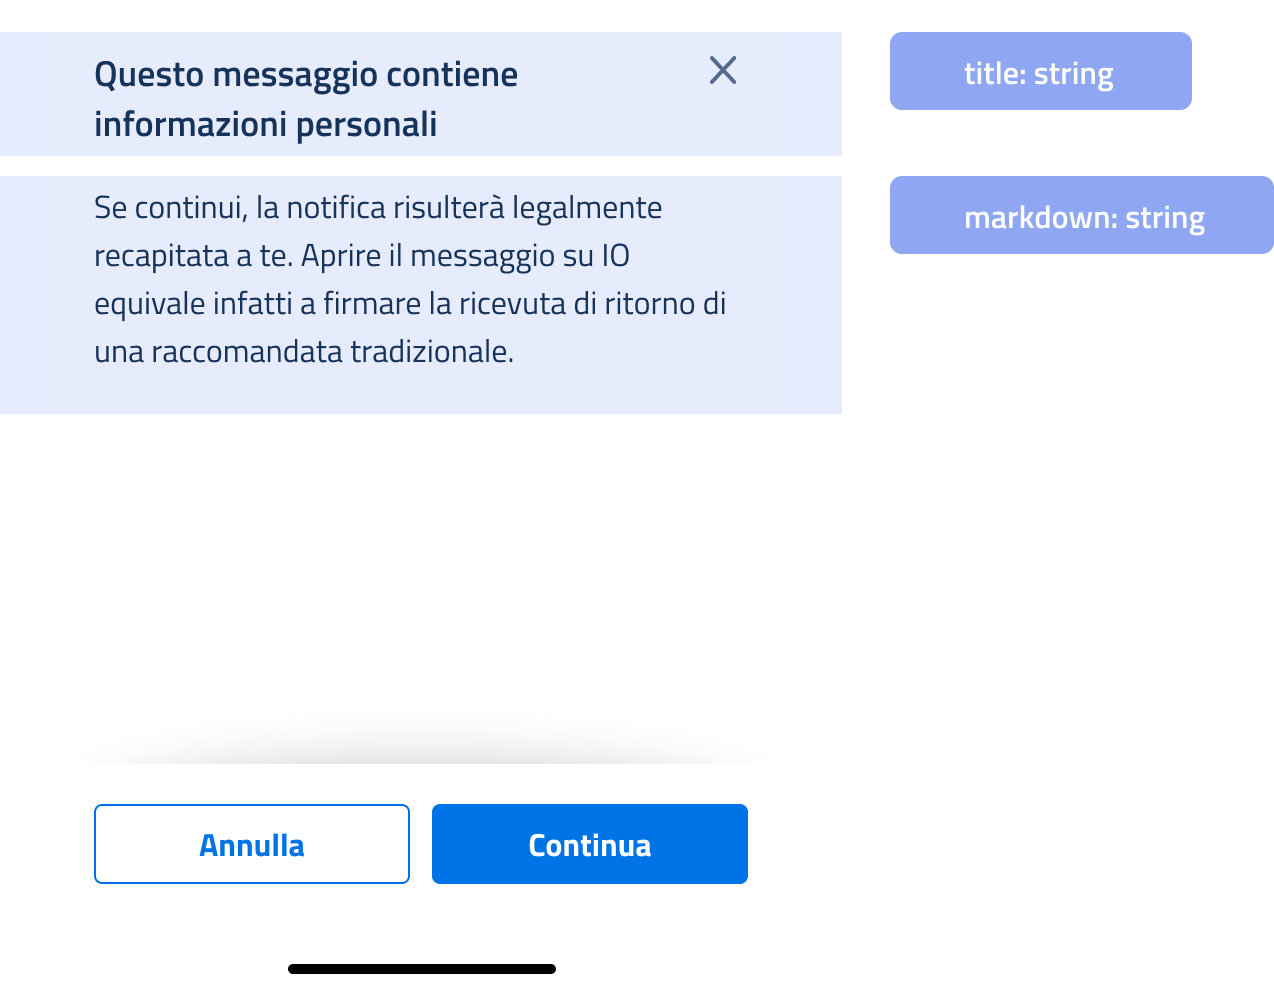 Questo messaggio contiene
informazioni personali
title: string
Se continui, la notifica risulterà legalmente
recapitata a te. Aprire il messaggio su IO
equivale infatti a firmare la ricevuta di ritorno di
una raccomandata tradizionale.
markdown: string
Annulla
Continua